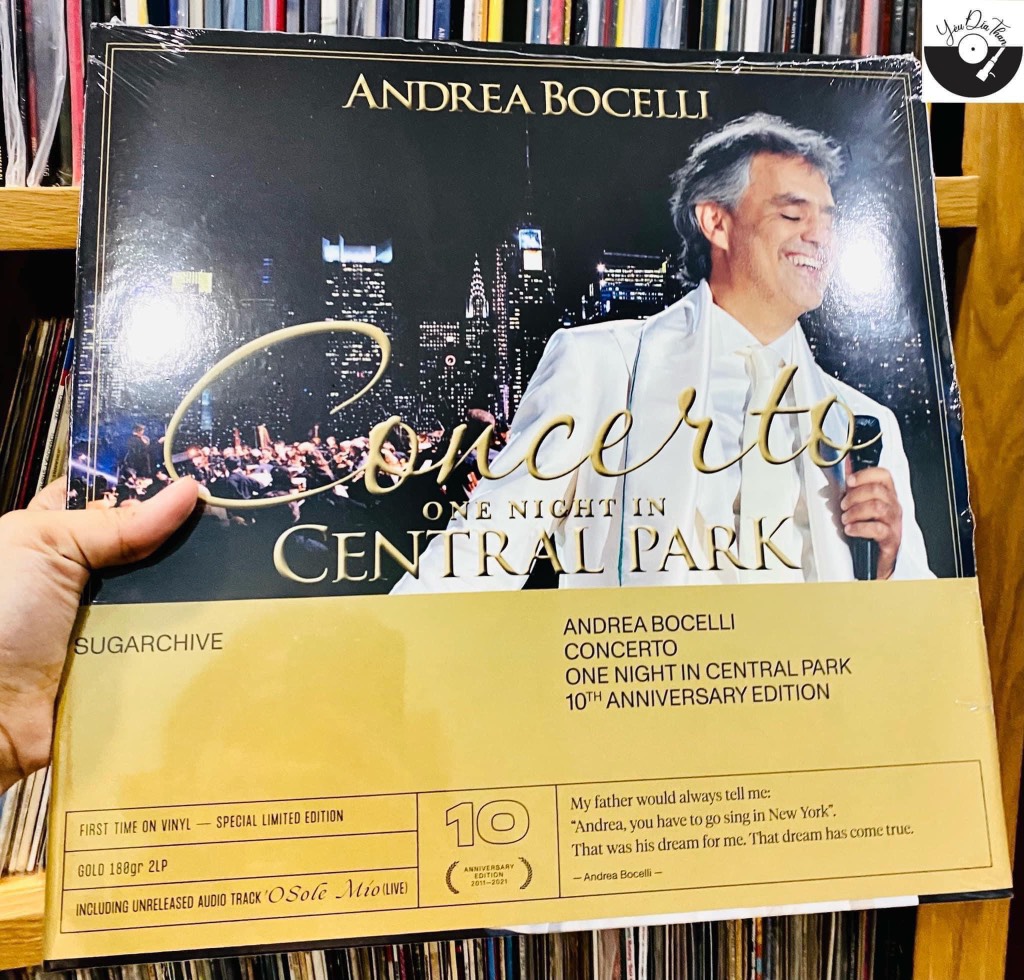 Yêu Đĩa Than
ANDREA BOCELLI
Concerto
ONE NIGHT IN
CENTRAL PARK
SUGARCHIVE
ANDREA BOCELLI
CONCERTO
ONE NIGHT IN CENTRAL PARK
10TH ANNIVERSARY EDITION
FIRST TIME ON VINYL — SPECIAL LIMITED EDITION
GOLD 180gr 2LP
INCLUDING UNRELEASED AUDIO TRACK 'O Sole Mio (LIVE)
10
ANNIVERSARY
EDITION
2011-2021
My father would always tell me:
“Andrea, you have to go sing in New York”.
That was his dream for me. That dream has come true.
— Andrea Bocelli —